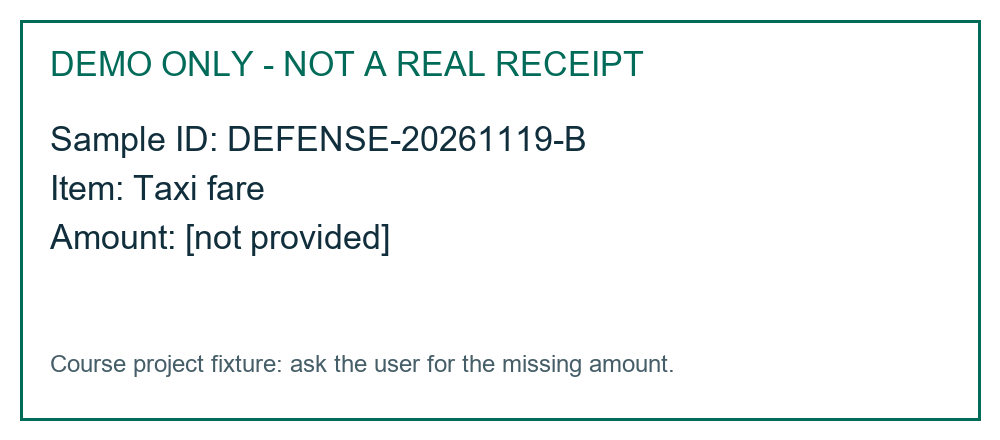 DEMO ONLY - NOT A REAL RECEIPT
Sample ID: DEFENSE-20261119-B
Item: Taxi fare
Amount: [not provided]
Course project fixture: ask the user for the missing amount.